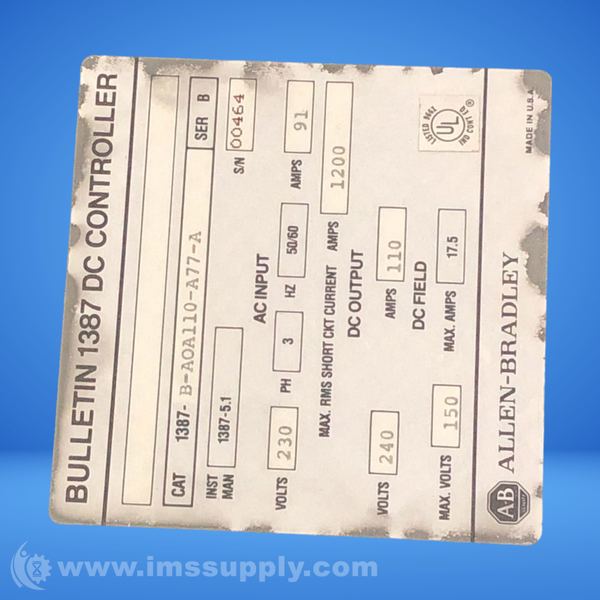 BULLETIN 1387 DC CONTROLLER
CAT 1387- B-AOA110-A77-A SER B
INST MAN 1387-5.1 S/N 00464
AC INPUT
VOLTS 230 PH 3 HZ 50/60 AMPS 91
MAX. RMS SHORT CKT CURRENT AMPS 1200
DC OUTPUT
VOLTS 240 AMPS 110
DC FIELD
MAX. VOLTS 150 MAX. AMPS 17.5
LISTED UL
A-B ALLEN-BRADLEY MADE IN U.S.A.
www.imssupply.com